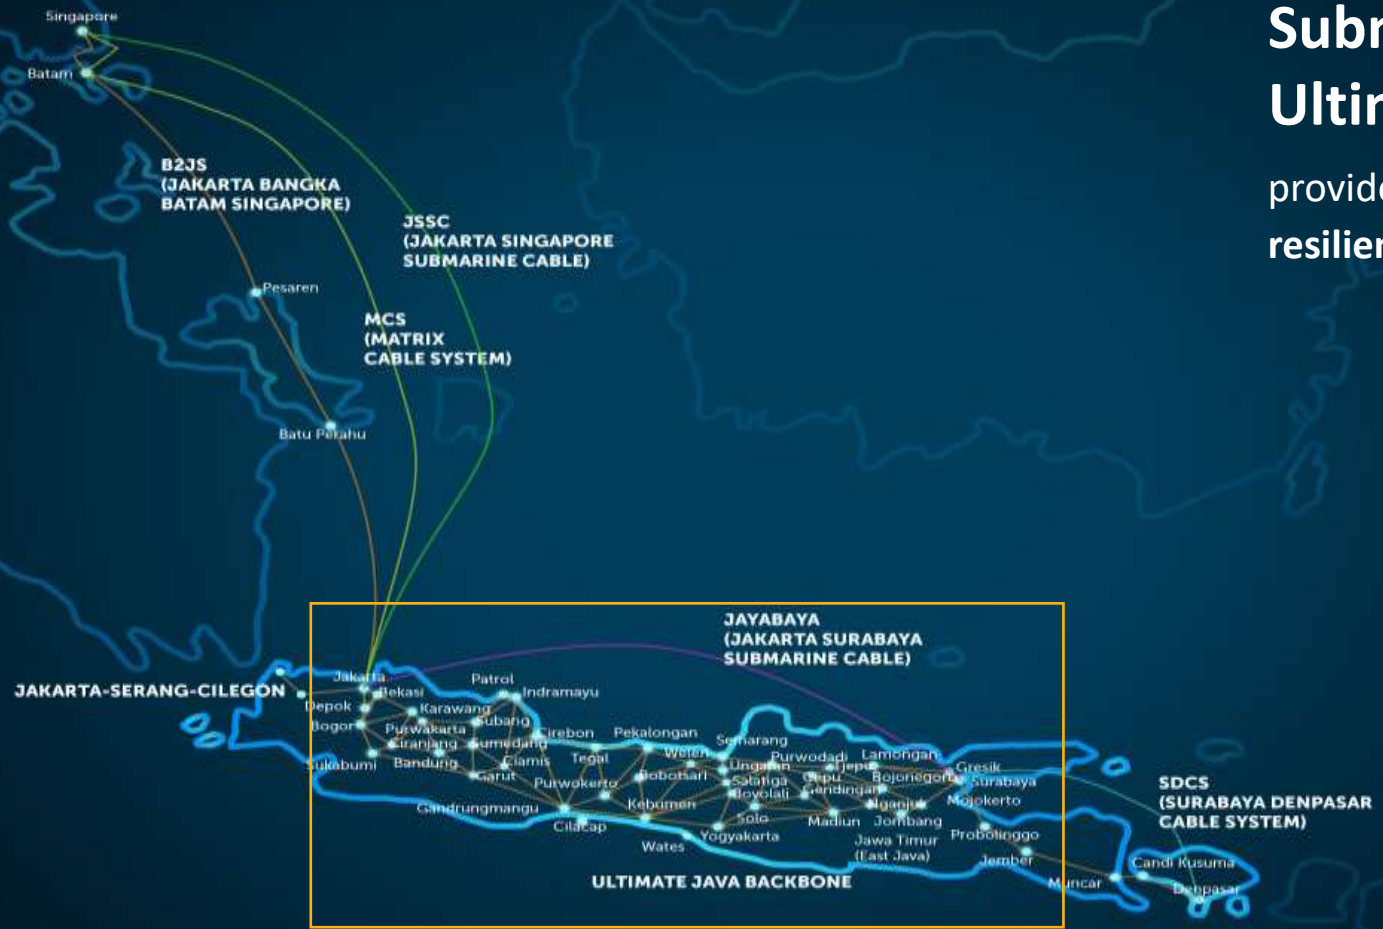 Singapore
Batam
B2JS
(JAKARTA BANGKA
BATAM SINGAPORE)
JSSC
(JAKARTA SINGAPORE
SUBMARINE CABLE)
Pesaren
MCS
(MATRIX
CABLE SYSTEM)
Batu Perahu
Subm
Ultim
provide
resilien
JAYABAYA
(JAKARTA SURABAYA
SUBMARINE CABLE)
JAKARTA-SERANG-CILEGON
Jakarta
Bekasi
Patrol
Indramayu
Depok
Karawang
Bogor
Purwakarta
Subang
Cirebon
Pekalongan
Semarang
Ciranjang
Sumedang
Tegal
Weleri
Purwodadi
Lamongan
Sukabumi
Bandung
Ciamis
Ungaran
Cepu
Gresik
Garut
Purwokerto
Bobotsari
Salatiga
Bojonegoro
Surabaya
Boyolali
Gendingan
Gandrungmangu
Kebumen
Nganjuk
Mojokerto
Cilacap
Solo
Madiun
Jombang
Wates
Yogyakarta
Jawa Timur
(East Java)
Probolinggo
Jember
SDCS
(SURABAYA DENPASAR
CABLE SYSTEM)
Candi Kusuma
Muncar
Denpasar
ULTIMATE JAVA BACKBONE